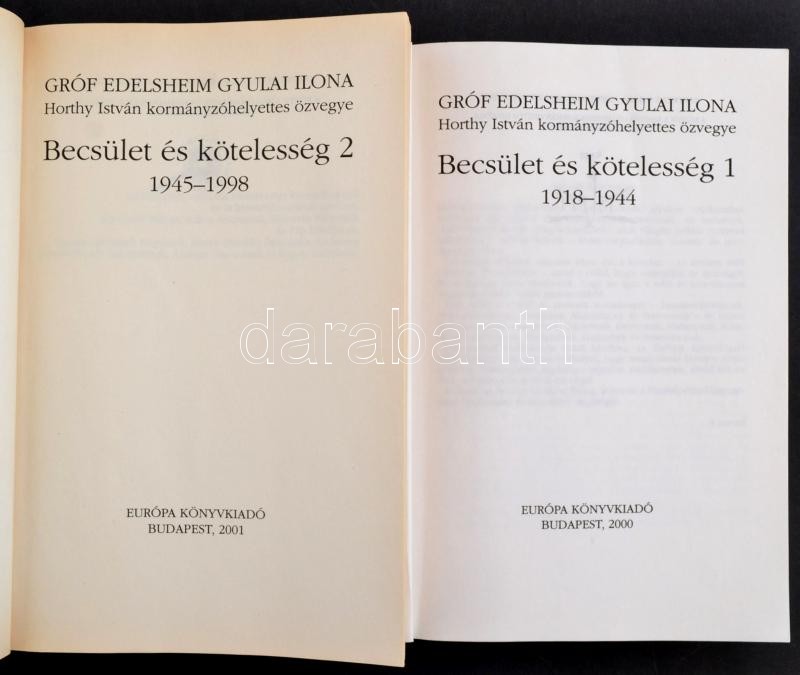 GRÓF EDELSHEIM GYULAI ILONA
Horthy István kormányzóhelyettes özvegye
Becsület és kötelesség 2
1945–1998
EURÓPA KÖNYVKIADÓ
BUDAPEST, 2001
GRÓF EDELSHEIM GYULAI ILONA
Horthy István kormányzóhelyettes özvegye
Becsület és kötelesség 1
1918–1944
EURÓPA KÖNYVKIADÓ
BUDAPEST, 2000
darabanth